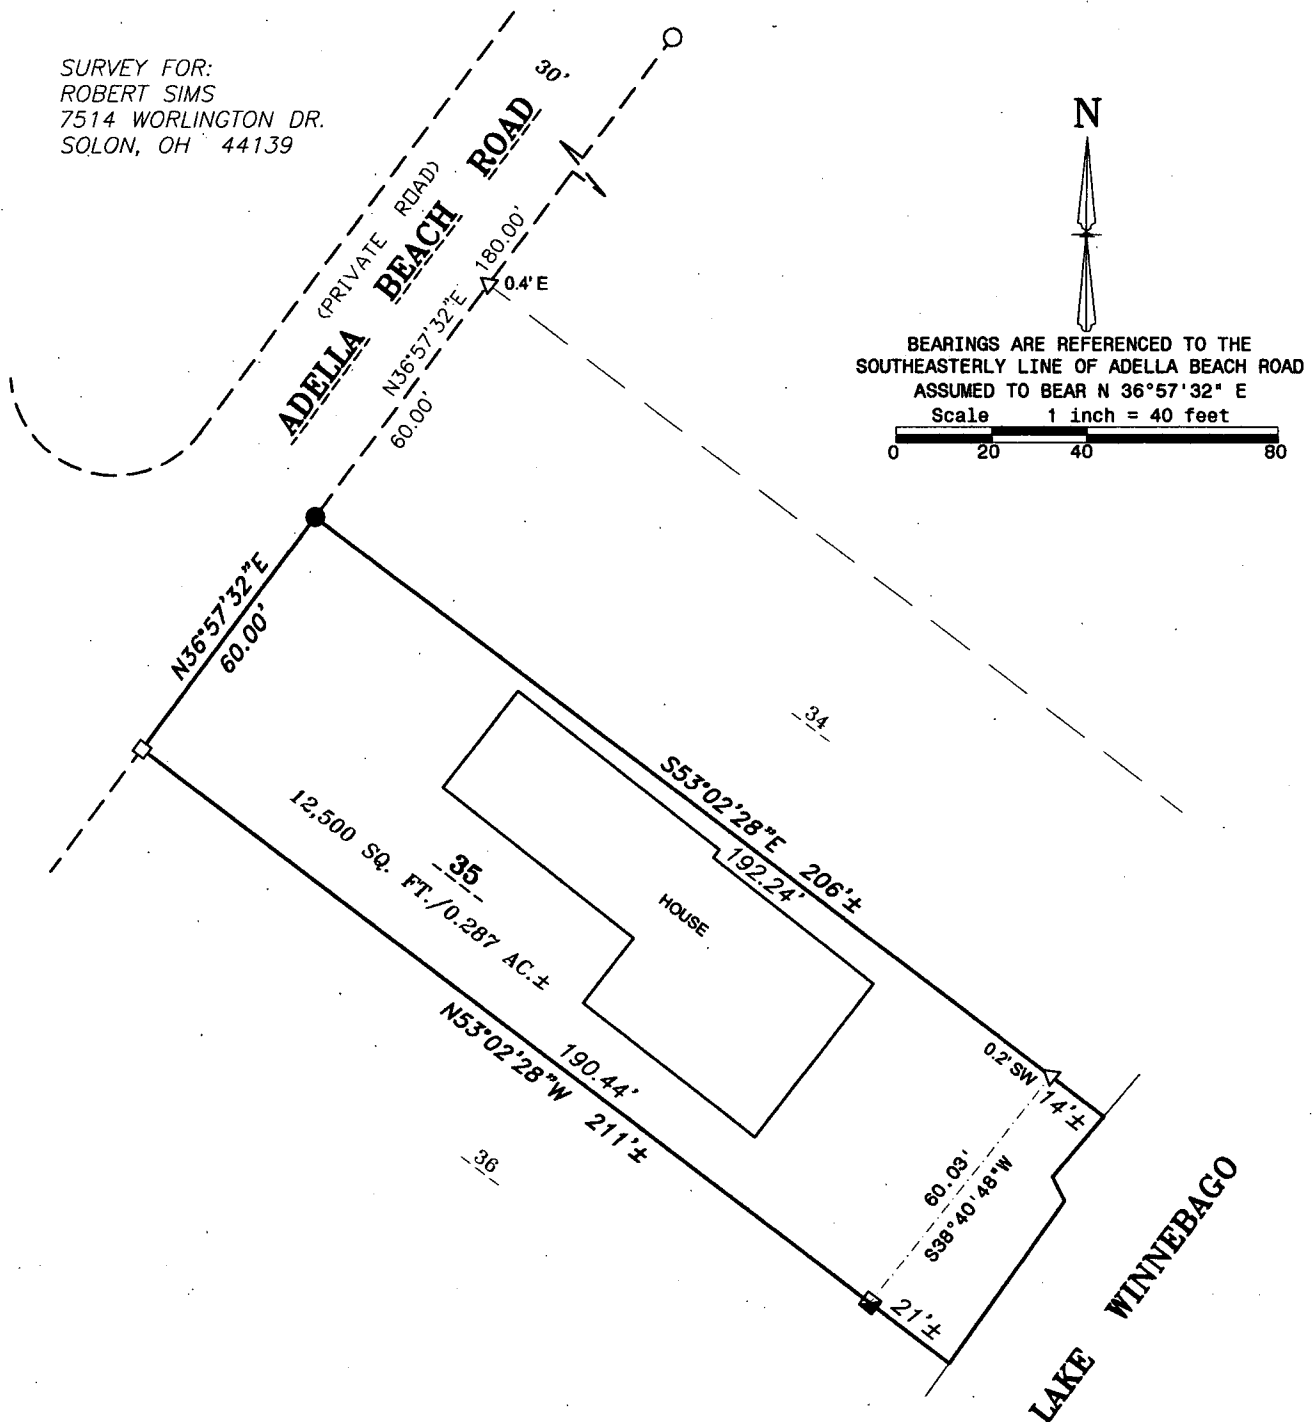 SURVEY FOR:
ROBERT SIMS
7514 WORLINGTON DR.
SOLON, OH 44139
30'
ADELLA BEACH ROAD
(PRIVATE ROAD)
180.00'
N36°57'32"E
60.00'
0.4' E
N
BEARINGS ARE REFERENCED TO THE
SOUTHEASTERLY LINE OF ADELLA BEACH ROAD
ASSUMED TO BEAR N 36°57'32" E
Scale 1 inch = 40 feet
0 20 40 80
N36°57'32"E
60.00'
34
S53°02'28"E 206'±
192.24'
12,500 SQ. FT./0.287 AC.±
35
HOUSE
N53°02'28"W 211'±
190.44'
36
0.2' SW
14'±
60.03'
S38°40'48"W
21'±
LAKE WINNEBAGO